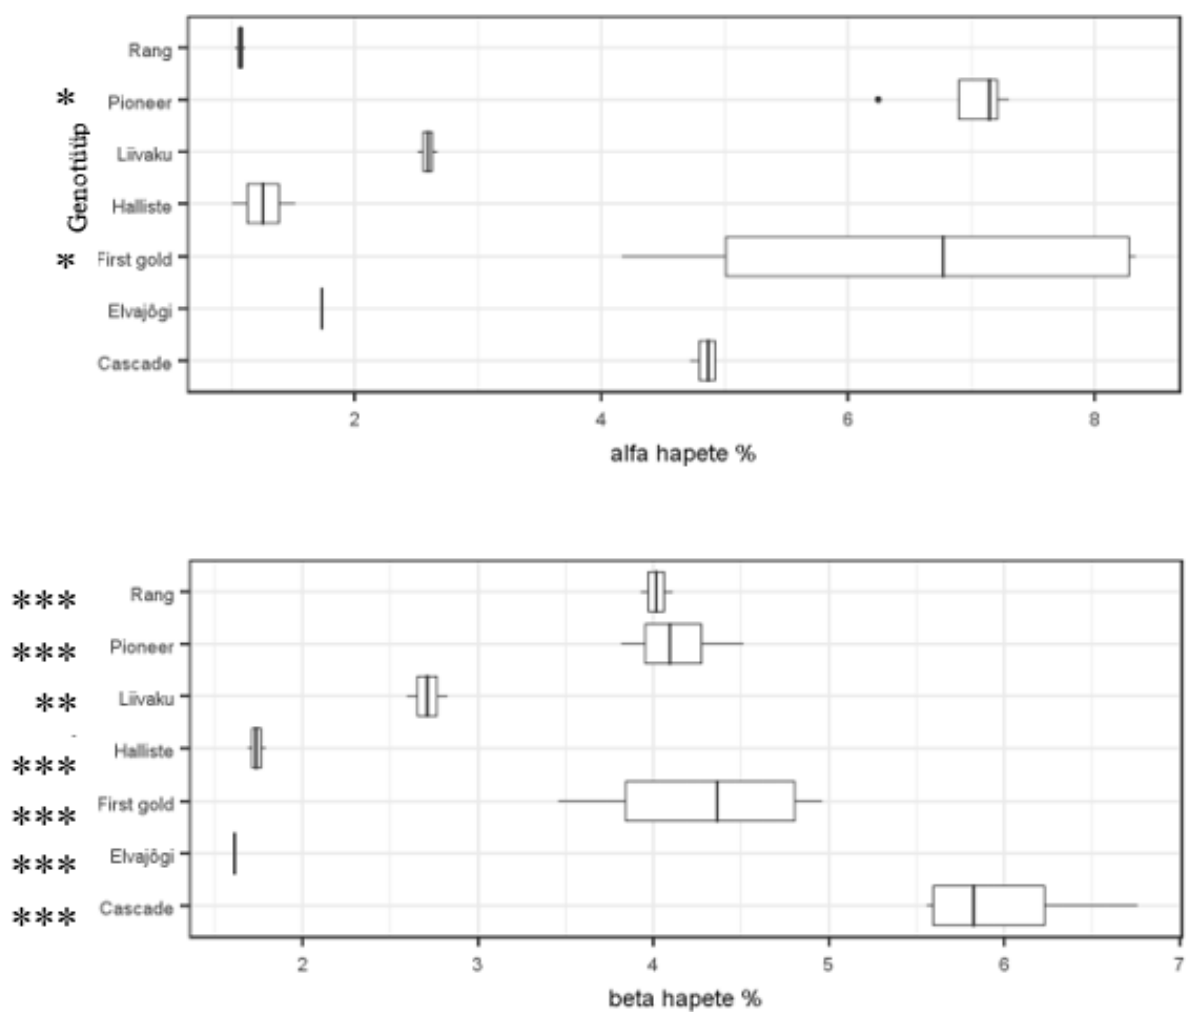 Rang
* Pioneer
Liivaku
Genotüüp
Halliste
* First gold
Elvajõgi
Cascade
2 4 6 8
alfa hapete %
*** Rang
*** Pioneer
** Liivaku
*** Halliste
*** First gold
*** Elvajõgi
*** Cascade
2 3 4 5 6 7
beta hapete %